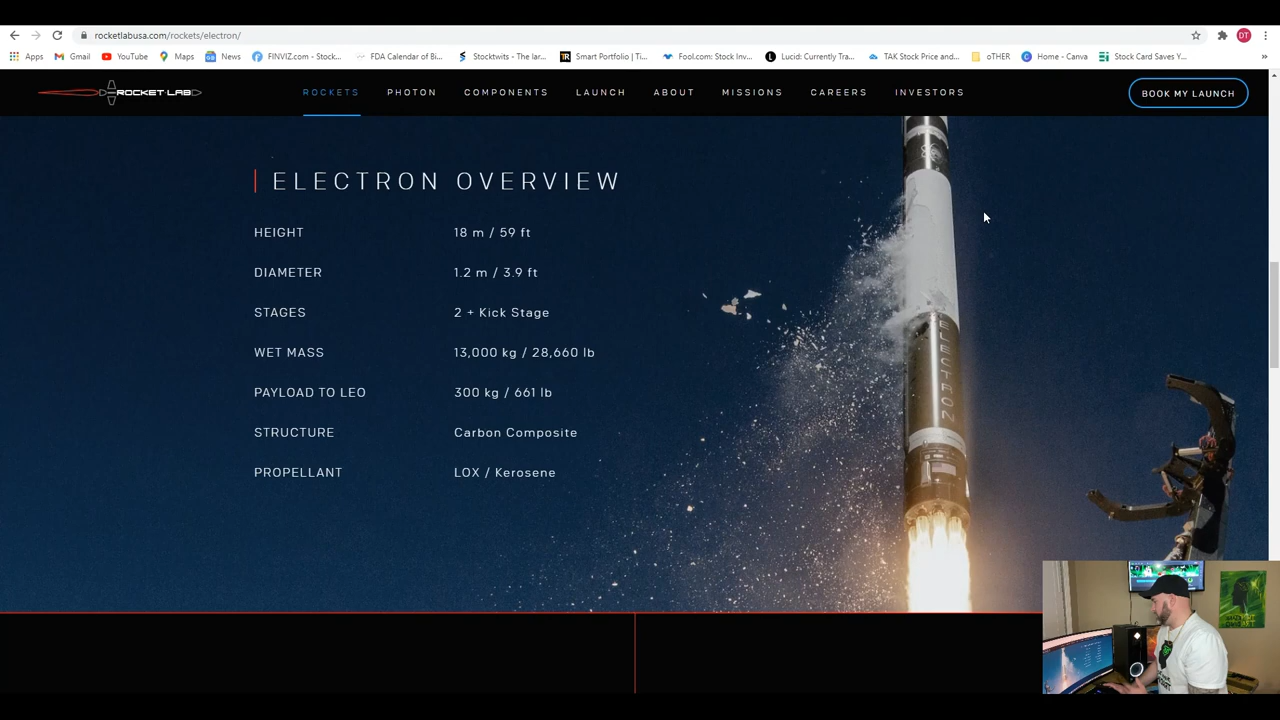 rocketlabusa.com/rockets/electron/
DT
Apps Gmail YouTube Maps News FINVIZ.com - Stock... FDA Calendar of Bi... Stocktwits - The lar... Smart Portfolio | Ti... Fool.com: Stock Inv... Lucid: Currently Tra... TAK Stock Price and... oTHER Home - Canva Stock Card Saves Y... »
ROCKET LAB ROCKETS PHOTON COMPONENTS LAUNCH ABOUT MISSIONS CAREERS INVESTORS BOOK MY LAUNCH
ELECTRON OVERVIEW
HEIGHT 18 m / 59 ft
DIAMETER 1.2 m / 3.9 ft
STAGES 2 + Kick Stage
WET MASS 13,000 kg / 28,660 lb
PAYLOAD TO LEO 300 kg / 661 lb
STRUCTURE Carbon Composite
PROPELLANT LOX / Kerosene
ELECTRON